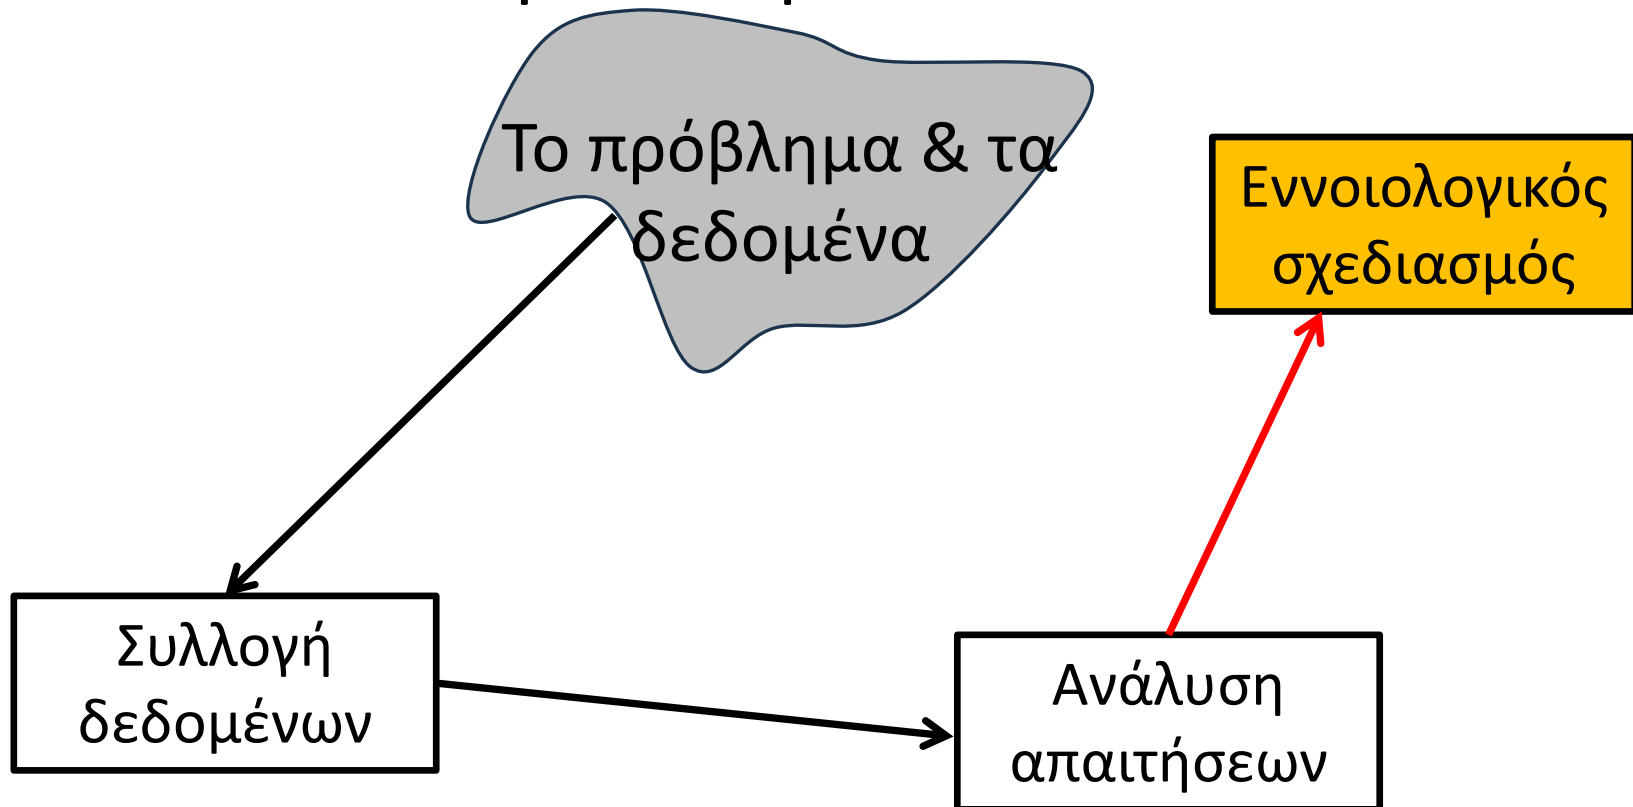 Το πρόβλημα & τα
δεδομένα
Εννοιολογικός
σχεδιασμός
Συλλογή
δεδομένων
Ανάλυση
απαιτήσεων